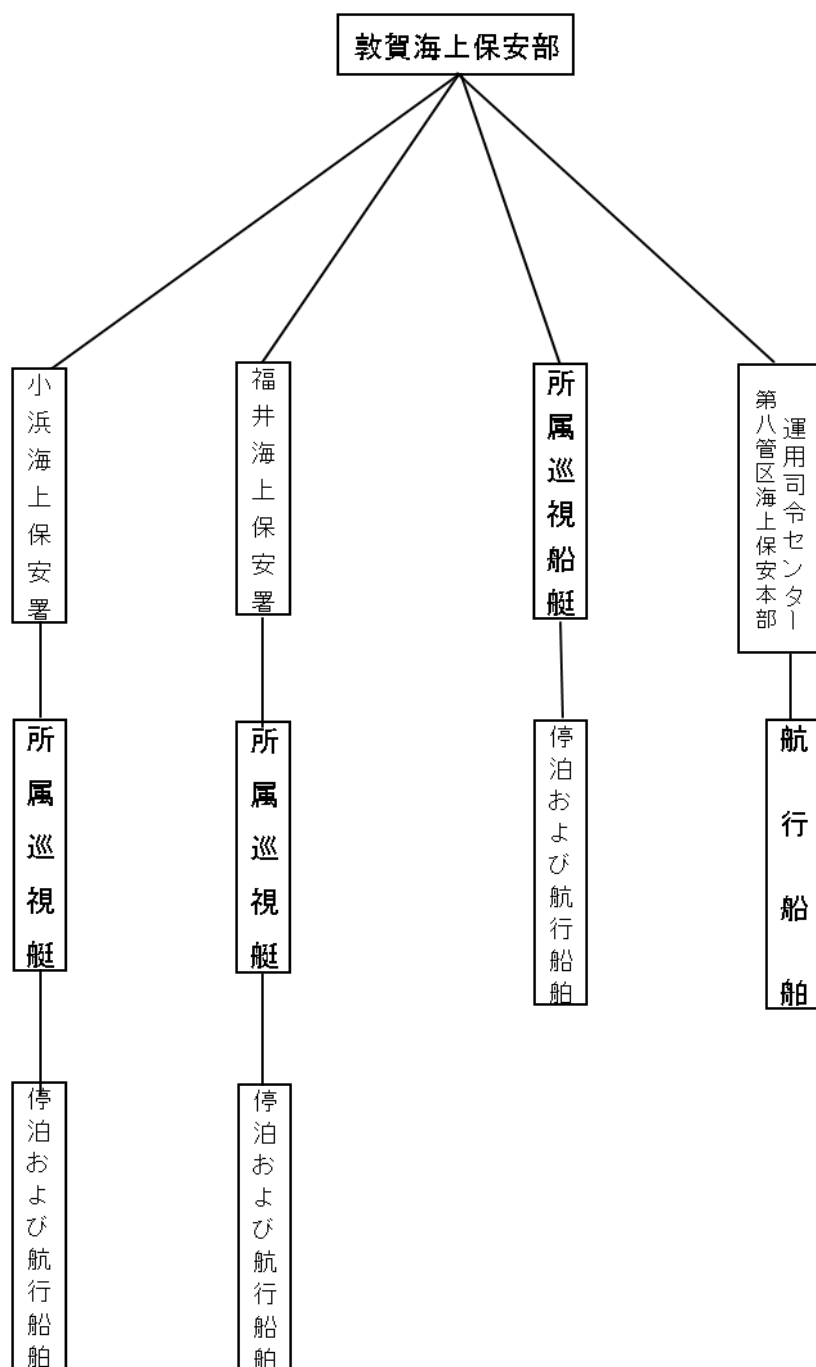 敦賀海上保安部
小浜海上保安署
福井海上保安署
所属巡視船艇
第八管区海上保安本部
運用司令センター
所属巡視艇
所属巡視艇
停泊および航行船舶
航行船舶
停泊および航行船舶
停泊および航行船舶